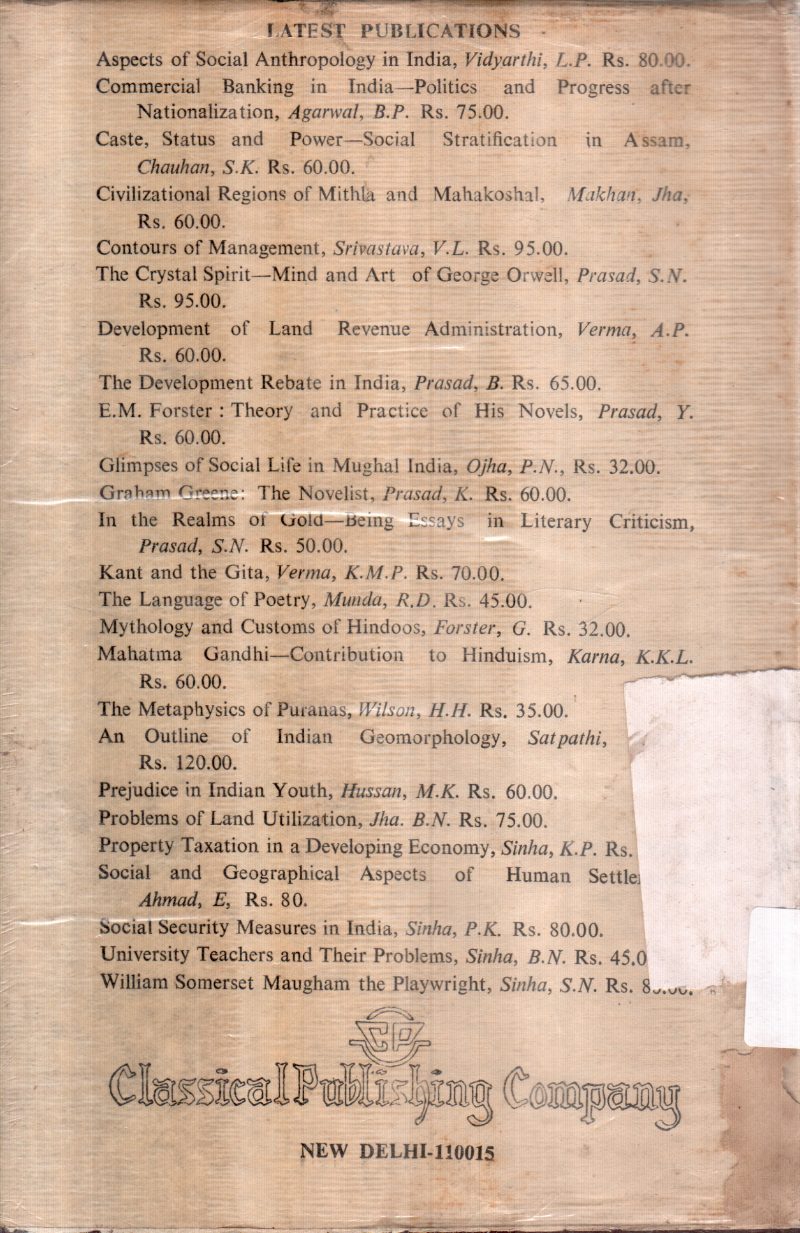 LATEST PUBLICATIONS
Aspects of Social Anthropology in India, Vidyarthi, L.P. Rs. 80.00.
Commercial Banking in India—Politics and Progress after
Nationalization, Agarwal, B.P. Rs. 75.00.
Caste, Status and Power—Social Stratification in Assam,
Chauhan, S.K. Rs. 60.00.
Civilizational Regions of Mithla and Mahakoshal, Makhan, Jha,
Rs. 60.00.
Contours of Management, Srivastava, V.L. Rs. 95.00.
The Crystal Spirit—Mind and Art of George Orwell, Prasad, S.N.
Rs. 95.00.
Development of Land Revenue Administration, Verma, A.P.
Rs. 60.00.
The Development Rebate in India, Prasad, B. Rs. 65.00.
E.M. Forster : Theory and Practice of His Novels, Prasad, Y.
Rs. 60.00.
Glimpses of Social Life in Mughal India, Ojha, P.N., Rs. 32.00.
Graham Greene: The Novelist, Prasad, K. Rs. 60.00.
In the Realms of Gold—Being Essays in Literary Criticism,
Prasad, S.N. Rs. 50.00.
Kant and the Gita, Verma, K.M.P. Rs. 70.00.
The Language of Poetry, Munda, R.D. Rs. 45.00.
Mythology and Customs of Hindoos, Forster, G. Rs. 32.00.
Mahatma Gandhi—Contribution to Hinduism, Karna, K.K.L.
Rs. 60.00.
The Metaphysics of Puranas, Wilson, H.H. Rs. 35.00.
An Outline of Indian Geomorphology, Satpathi,
Rs. 120.00.
Prejudice in Indian Youth, Hussan, M.K. Rs. 60.00.
Problems of Land Utilization, Jha. B.N. Rs. 75.00.
Property Taxation in a Developing Economy, Sinha, K.P. Rs.
Social and Geographical Aspects of Human
Ahmad, E, Rs. 80.
Social Security Measures in India, Sinha, P.K. Rs. 80.00.
University Teachers and Their Problems, Sinha, B.N. Rs. 45.0
William Somerset Maugham the Playwright, Sinha, S.N. Rs.
CP
Classical Publishing Company
NEW DELHI-110015